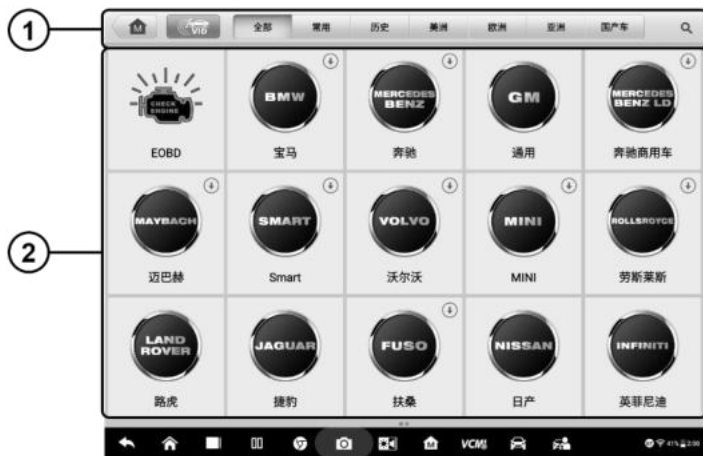 1
M VID 全部 常用 历史 美洲 欧洲 亚洲 国产车
2
CHECK
ENGINE
EOBD
BMW
宝马
MERCEDES
BENZ
奔驰
GM
通用
MERCEDES
BENZ LD
奔驰商用车
MAYBACH
迈巴赫
SMART
Smart
VOLVO
沃尔沃
MINI
MINI
ROLLSROYCE
劳斯莱斯
LAND
ROVER
路虎
JAGUAR
捷豹
FUSO
扶桑
NISSAN
日产
INFINITI
英菲尼迪
M VCMI 41%